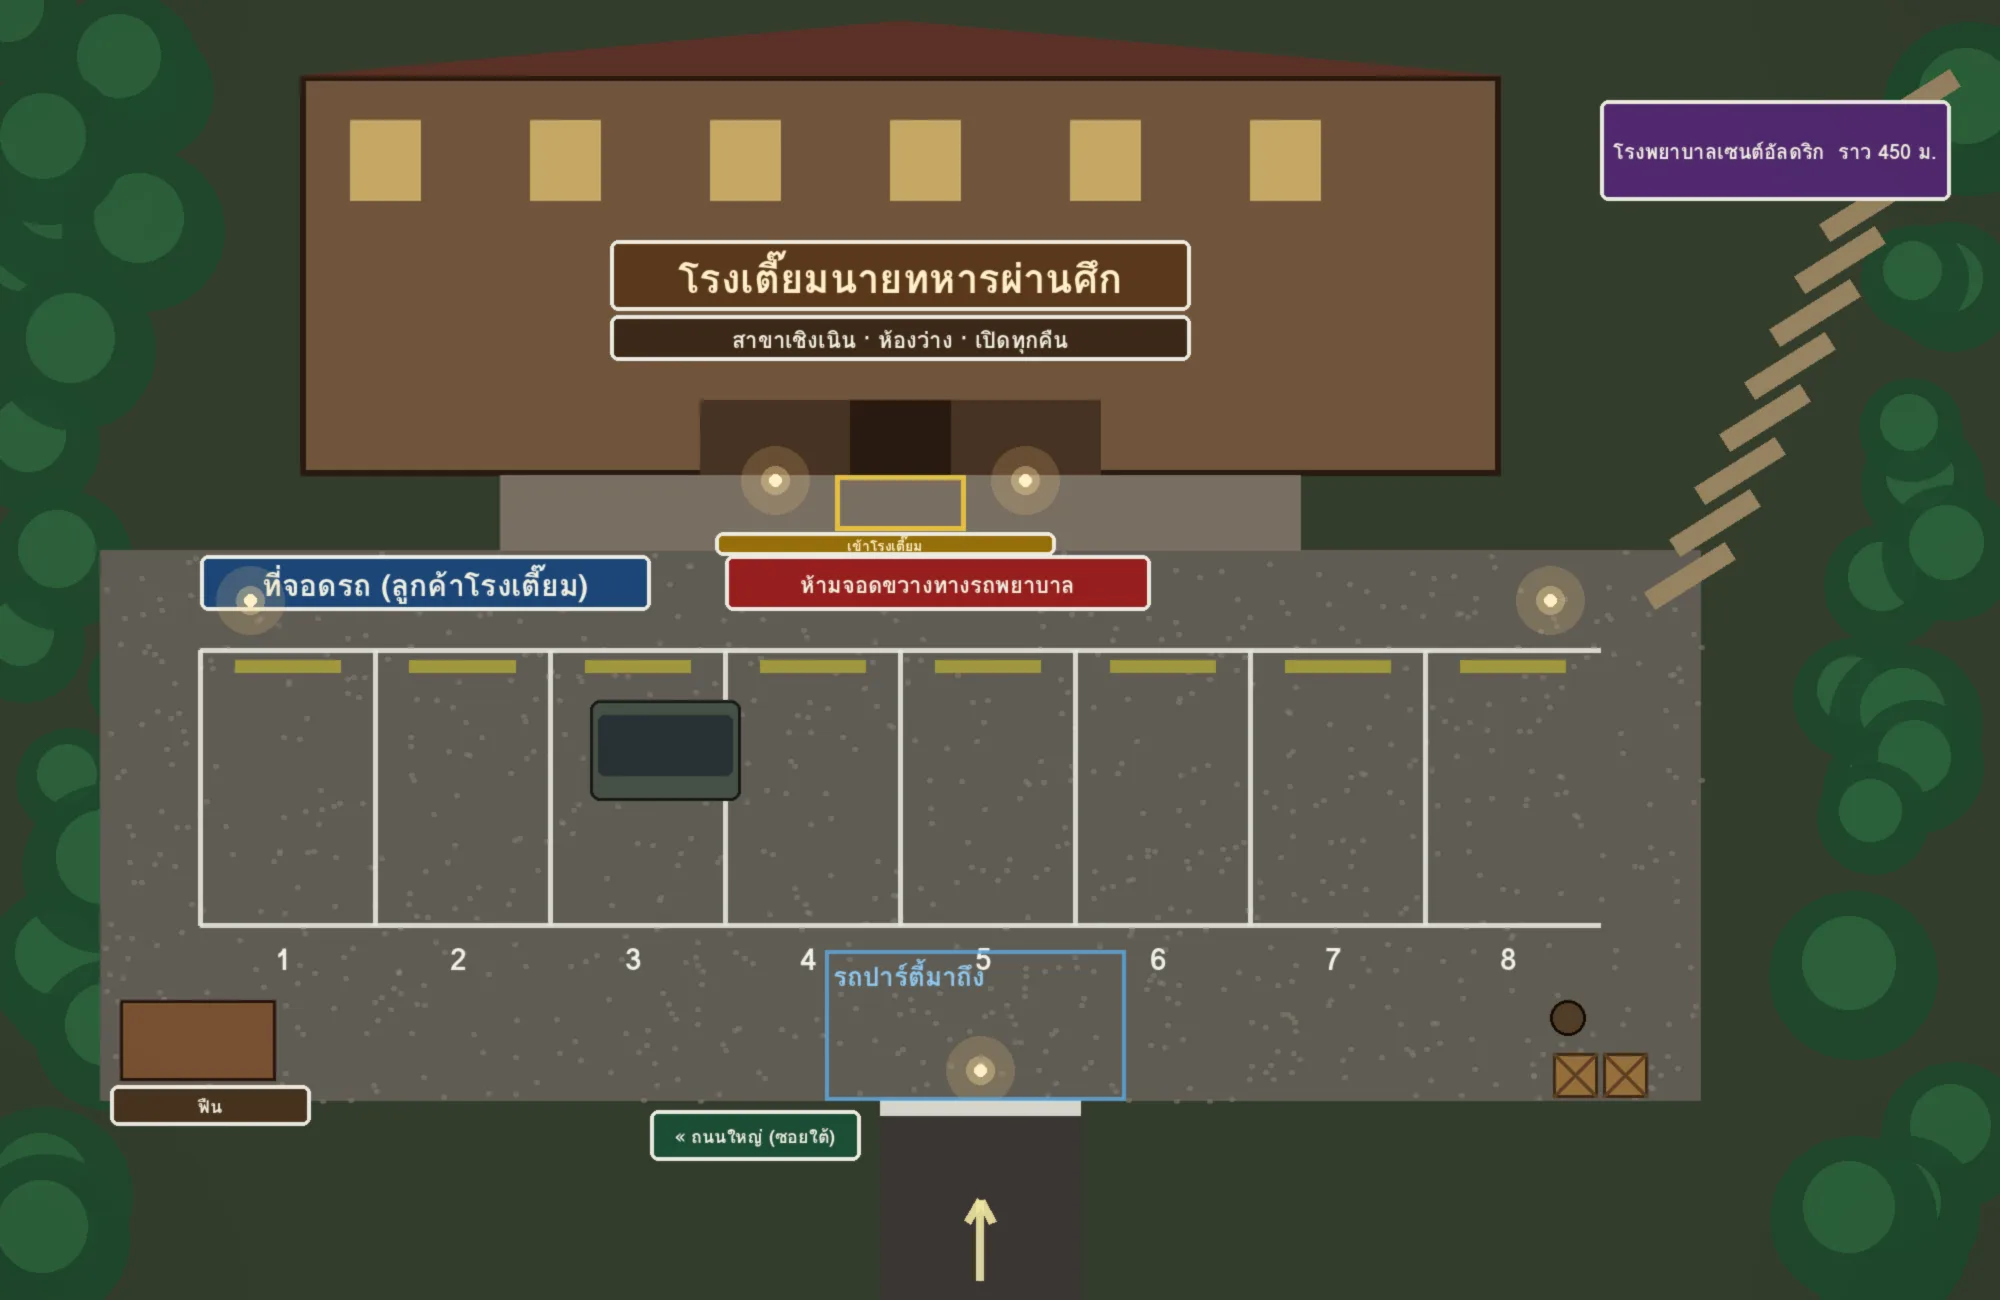 โรงพยาบาลเซนต์อัลดริก ราว 450 ม.
โรงเตี๊ยมนายทหารผ่านศึก
สาขาเชิงเนิน · ห้องว่าง · เปิดทุกคืน
เข้าโรงเตี๊ยม
ที่จอดรถ (ลูกค้าโรงเตี๊ยม)
ห้ามจอดขวางทางรถพยาบาล
1 2 3 4 5 6 7 8
รถปาร์ตี้มาถึง
ฟืน
« ถนนใหญ่ (ซอยใต้)